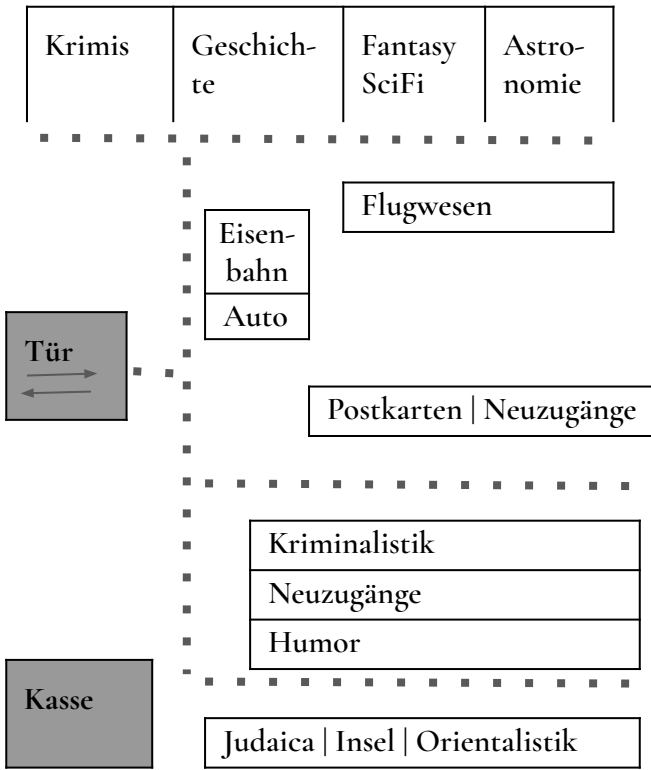 Krimis
Geschich-
te
Fantasy
SciFi
Astro-
nomie
Flugwesen
Eisen-
bahn
Auto
Tür
Postkarten | Neuzugänge
Kriminalistik
Neuzugänge
Humor
Kasse
Judaica | Insel | Orientalistik